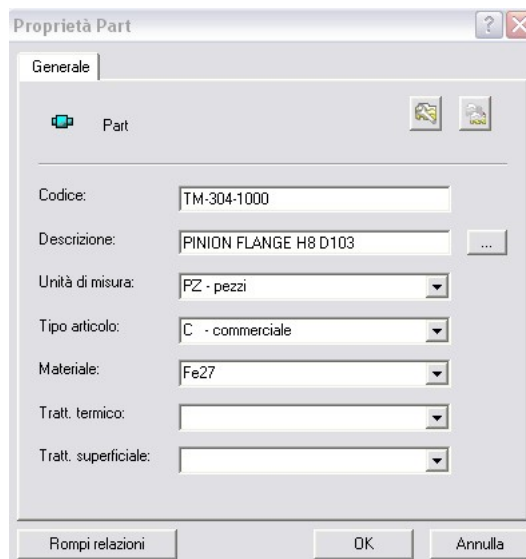 Proprietà Part
Generale
Part
Codice: TM-304-1000
Descrizione: PINION FLANGE H8 D103 ...
Unità di misura: PZ - pezzi
Tipo articolo: C - commerciale
Materiale: Fe27
Tratt. termico:
Tratt. superficiale:
Rompi relazioni OK Annulla